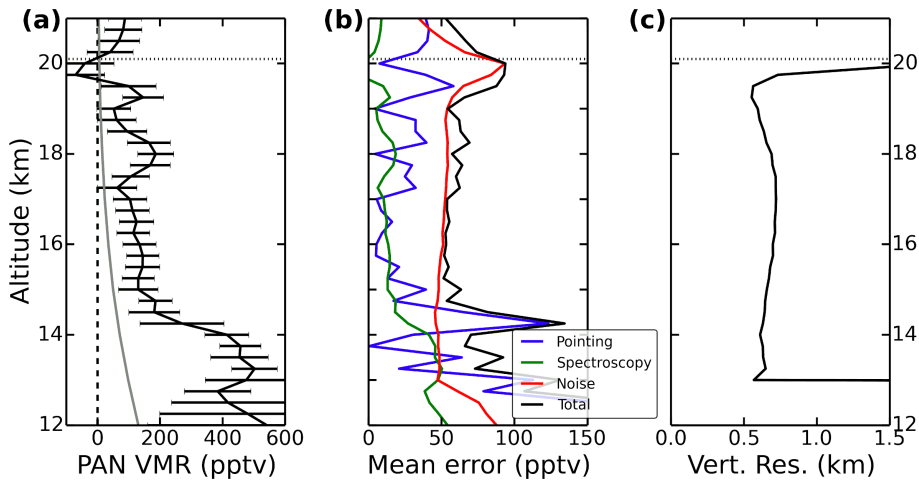 (a)
(b)
(c)
20
18
16
14
12
Altitude (km)
0 200 400 600
PAN VMR (pptv)
Pointing
Spectroscopy
Noise
Total
0 50 100 150
Mean error (pptv)
20
18
16
14
12
0.0 0.5 1.0 1.5
Vert. Res. (km)